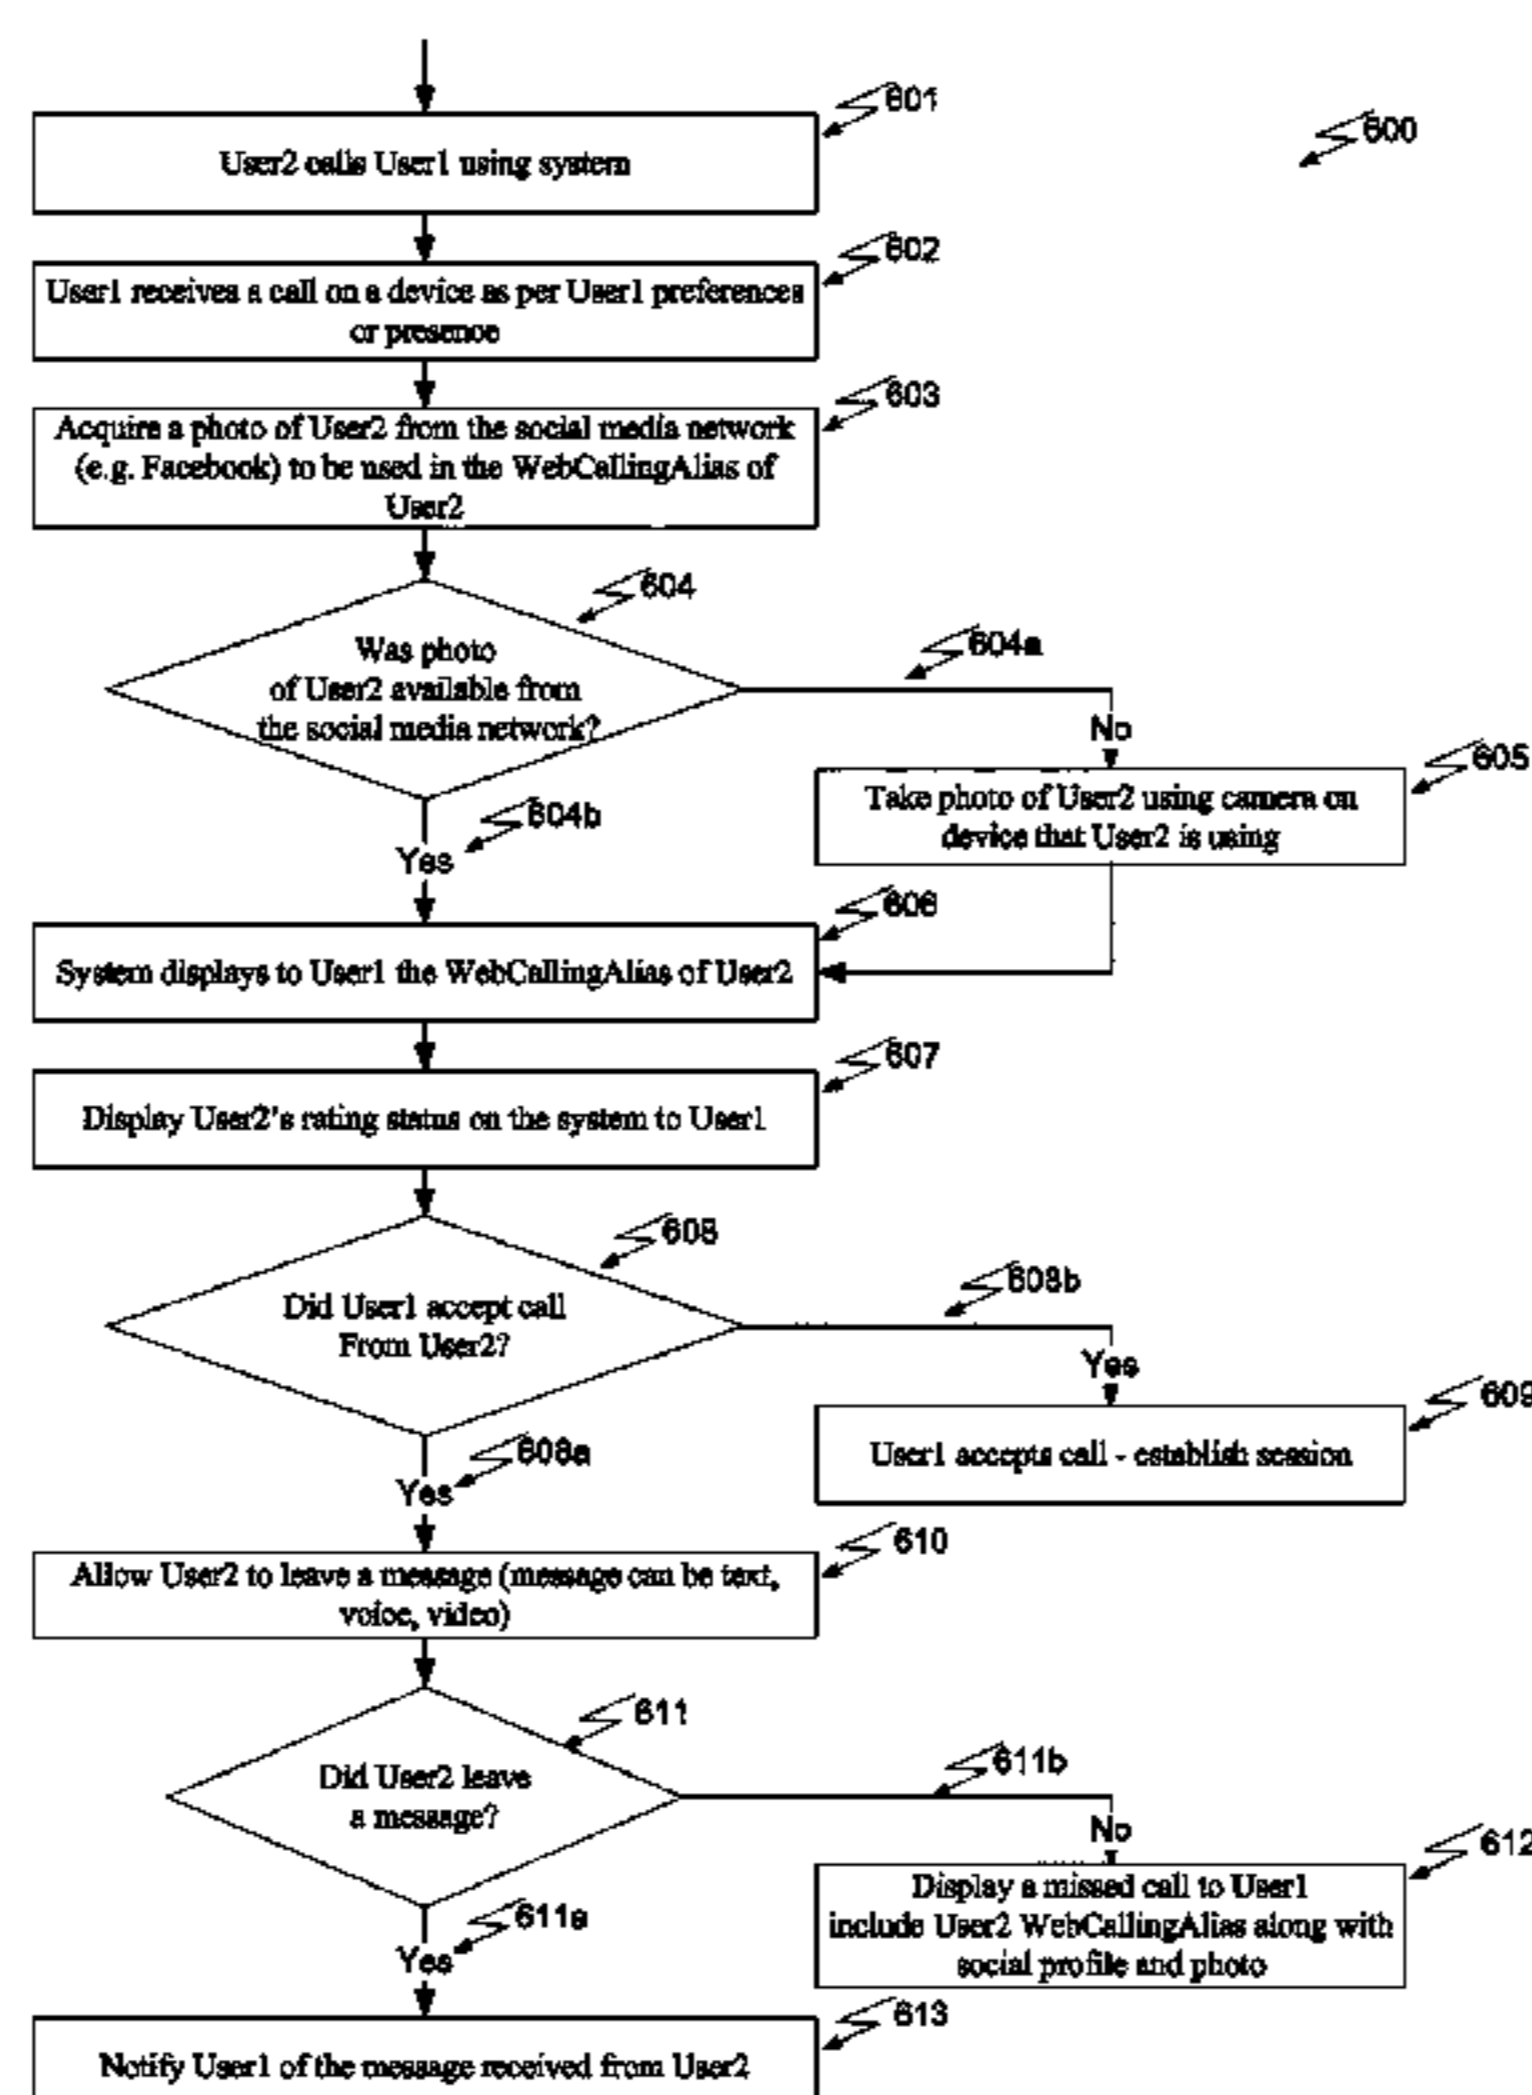 601
600
User2 calls User1 using system
602
User1 receives a call on a device as per User1 preferences
or presence
603
Acquire a photo of User2 from the social media network
(e.g. Facebook) to be used in the WebCallingAlias of
User2
604
Was photo
of User2 available from
the social media network?
604a
No
605
Take photo of User2 using camera on
device that User2 is using
604b
Yes
606
System displays to User1 the WebCallingAlias of User2
607
Display User2's rating status on the system to User1
608
Did User1 accept call
From User2?
608b
Yes
609
User1 accepts call - establish session
608a
Yes
610
Allow User2 to leave a message (message can be text,
voice, video)
611
Did User2 leave
a message?
611b
No
612
Display a missed call to User1
include User2 WebCallingAlias along with
social profile and photo
611a
Yes
613
Notify User1 of the message received from User2